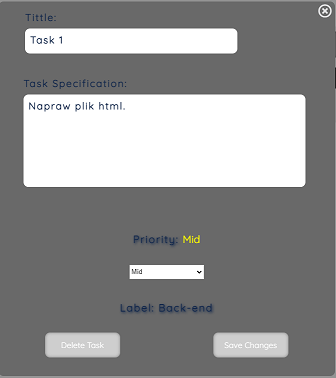 Tittle:
Task 1
Task Specification:
Napraw plik html.
Priority: Mid
Mid
Label: Back-end
Delete Task
Save Changes